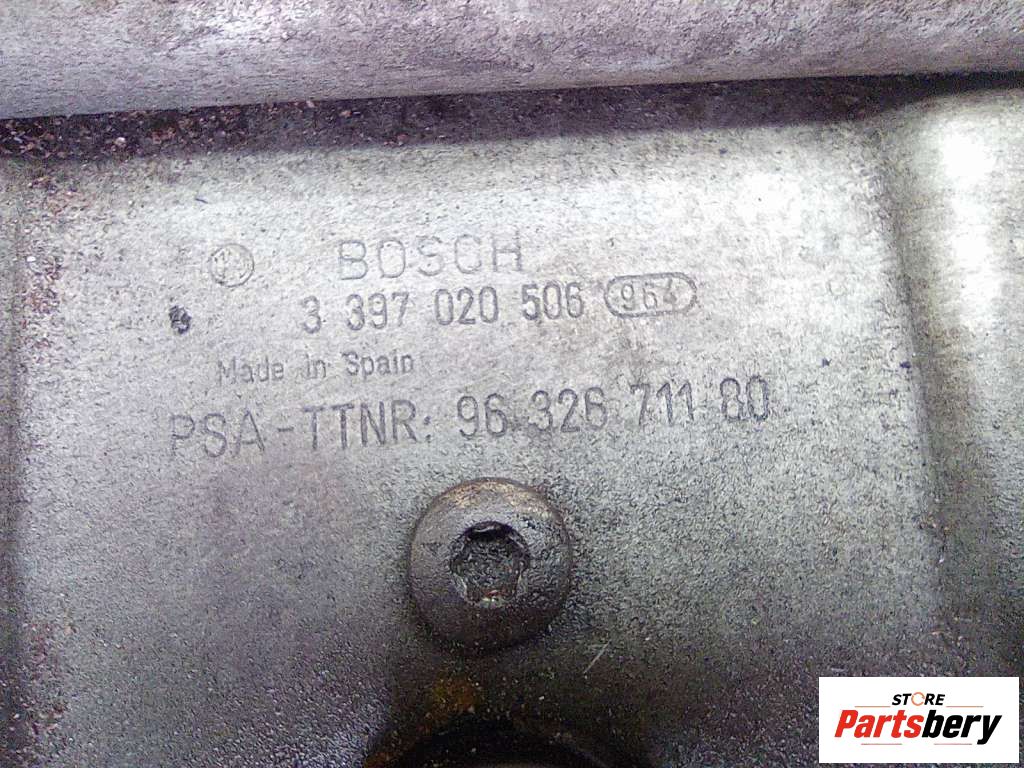 BOSCH
3 397 020 506 964
Made in Spain
PSA-TTNR: 96 326 711 80
STORE
Partsbery